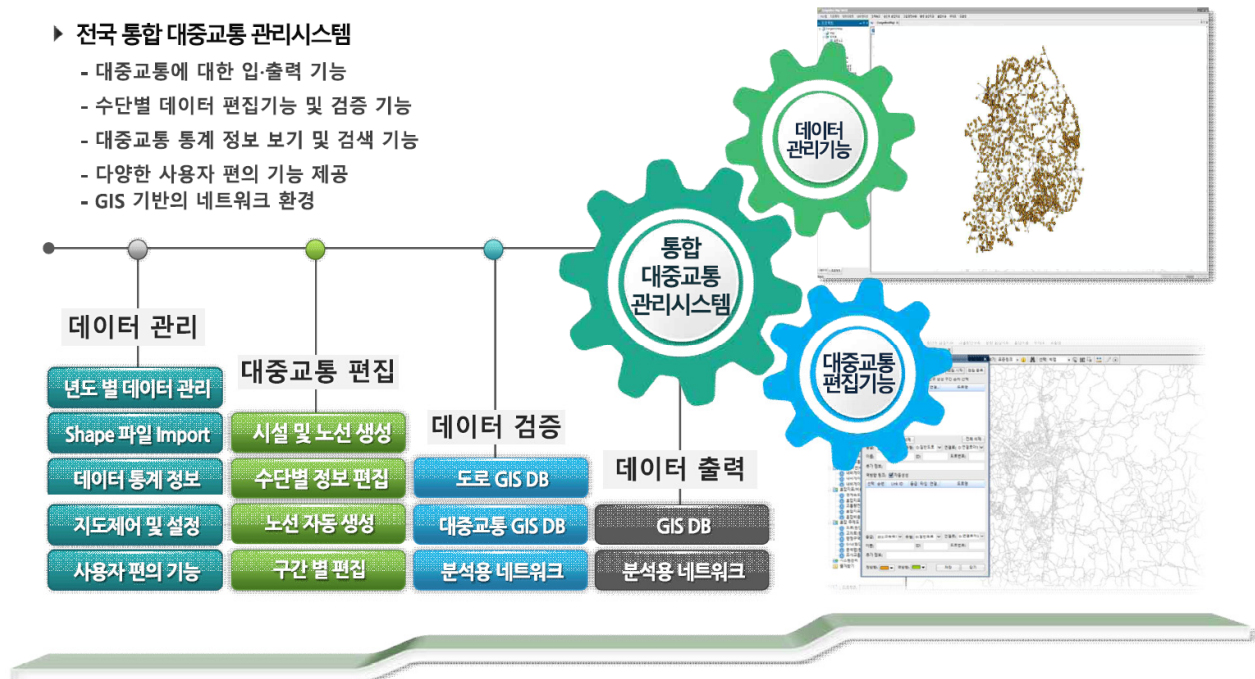 전국 통합 대중교통 관리시스템
- 대중교통에 대한 입·출력 기능
- 수단별 데이터 편집기능 및 검증 기능
- 대중교통 통계 정보 보기 및 검색 기능
- 다양한 사용자 편의 기능 제공
- GIS 기반의 네트워크 환경
데이터
관리기능
통합
대중교통
관리시스템
대중교통
편집기능
데이터 관리
년도 별 데이터 관리
Shape 파일 Import
데이터 통계 정보
지도제어 및 설정
사용자 편의 기능
대중교통 편집
시설 및 노선 생성
수단별 정보 편집
노선 자동 생성
구간 별 편집
데이터 검증
도로 GIS DB
대중교통 GIS DB
분석용 네트워크
데이터 출력
GIS DB
분석용 네트워크